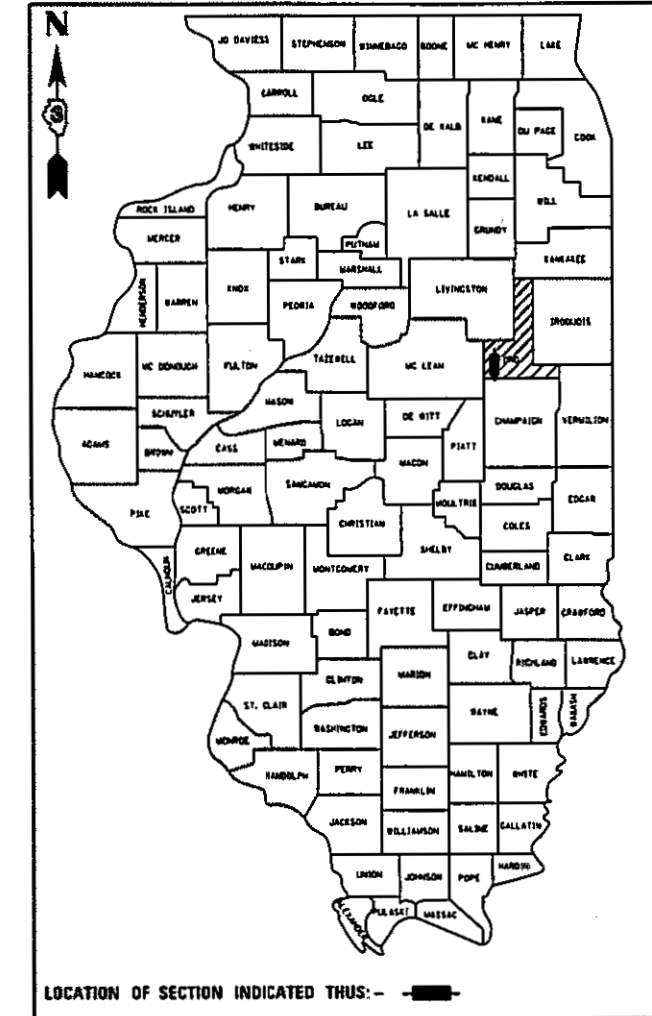 N
JO DAVIESS STEPHENSON WINNEBAGO BOONE MC HENRY LAKE
CARROLL OGLE DE KALB KANE DU PAGE COOK
WHITESIDE LEE KENDALL WILL
ROCK ISLAND HENRY BUREAU LA SALLE GRUNDY
MERCER PUTNAM KANKAKEE
STARK MARSHALL
HENDERSON WARREN KNOX PEORIA WOODFORD LIVINGSTON IROQUOIS
HANCOCK MC DONOUGH FULTON TAZEWELL MC LEAN
MASON
SCHUYLER LOGAN DE WITT CHAMPAIGN VERMILION
ADAMS BROWN CASS MENARD MACON PIATT
MORGAN SANGAMON DOUGLAS EDGAR
PIKE SCOTT CHRISTIAN MOULTRIE COLES
GREENE MACOUPIN MONTGOMERY SHELBY CUMBERLAND CLARK
CALHOUN JERSEY FAYETTE EFFINGHAM JASPER CRAWFORD
MADISON BOND
CLAY RICHLAND LAWRENCE
CLINTON MARION
ST. CLAIR WAYNE EDWARDS WABASH
MONROE WASHINGTON JEFFERSON
RANDOLPH PERRY HAMILTON WHITE
FRANKLIN
JACKSON WILLIAMSON SALINE GALLATIN
UNION JOHNSON POPE HARDIN
ALEXANDER PULASKI MASSAC
LOCATION OF SECTION INDICATED THUS:-